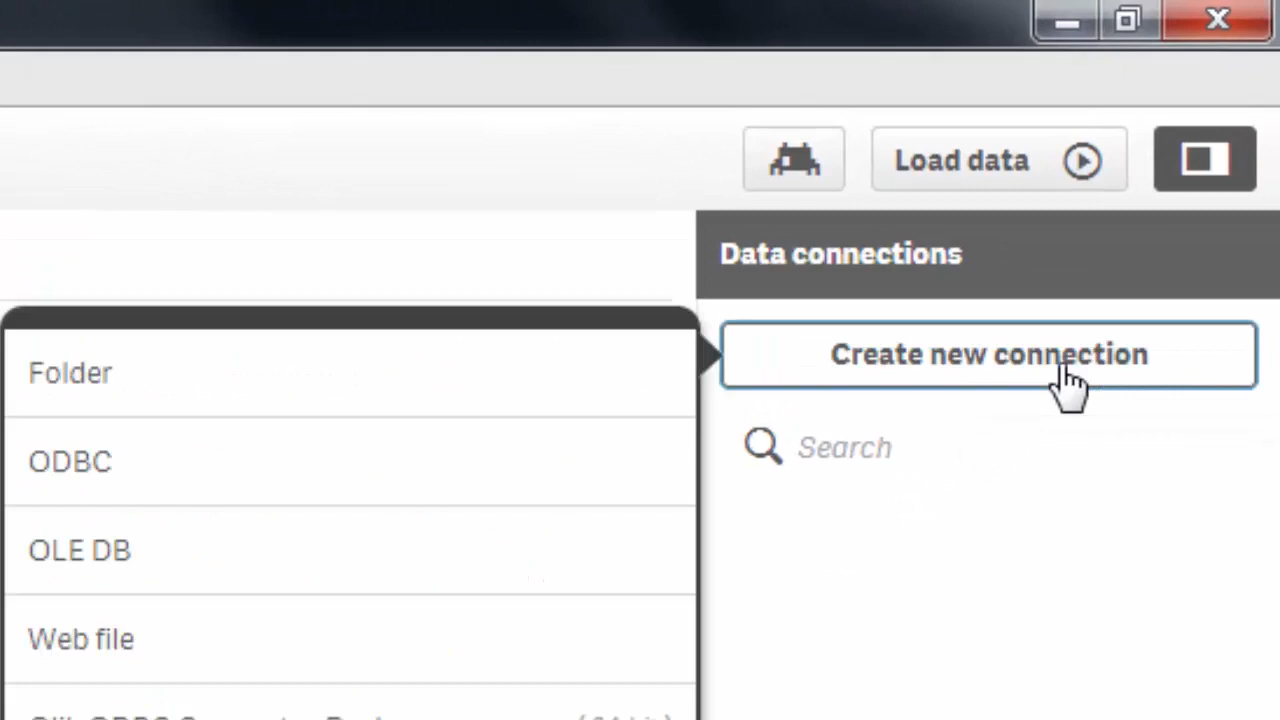 Load data
Data connections
Create new connection
Search
Folder
ODBC
OLE DB
Web file